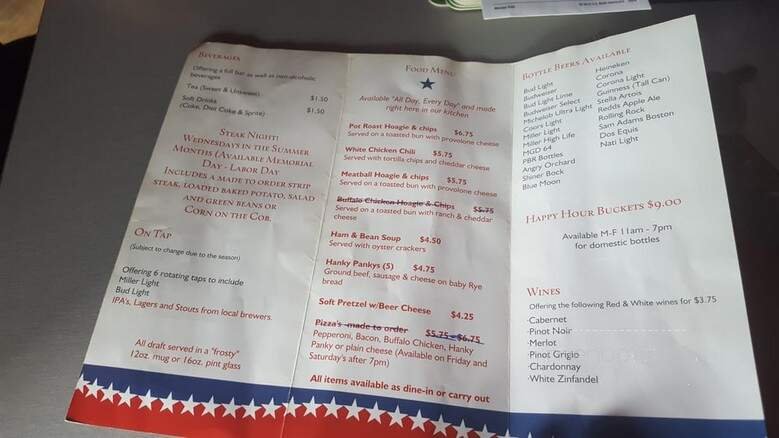 BEVERAGES
Offering a full bar as well as non-alcoholic
beverages
Tea (Sweet & Unsweet) $1.50
Soft Drinks $1.50
(Coke, Diet Coke & Sprite)
STEAK NIGHT!
WEDNESDAYS IN THE SUMMER
MONTHS (AVAILABLE MEMORIAL
DAY - LABOR DAY
INCLUDES A MADE TO ORDER STRIP
STEAK, LOADED BAKED POTATO, SALAD
AND GREEN BEANS OR
CORN ON THE COB.
ON TAP
(Subject to change due to the season)
Offering 6 rotating taps to include
Miller Light
Bud Light
IPA's, Lagers and Stouts from local brewers.
All draft served in a "frosty"
12oz. mug or 16oz. pint glass
FOOD MENU
Available "All Day, Every Day" and made
right here in our kitchen
Pot Roast Hoagie & chips $6.75
Served on a toasted bun with provolone cheese
White Chicken Chili $5.75
Served with tortilla chips and cheddar cheese
Meatball Hoagie & chips $5.75
Served on a toasted bun with provolone cheese
Buffalo Chicken Hoagie & Chips $5.75
Served on a toasted bun with ranch & cheddar
cheese
Ham & Bean Soup $4.50
Served with oyster crackers
Hanky Pankys (5) $4.75
Ground beef, sausage & cheese on baby Rye
bread
Soft Pretzel w/Beer Cheese $4.25
Pizza's -made to order $5.75 - $6.75
Pepperoni, Bacon, Buffalo Chicken, Hanky
Panky or plain cheese (Available on Friday and
Saturday's after 7pm)
All items available as dine-in or carry out
BOTTLE BEERS AVAILABLE
Bud Light
Budweiser
Bud Light Lime
Budweiser Select
Michelob Ultra Light
Coors Light
Miller Light
Miller High Life
MGD 64
PBR Bottles
Angry Orchard
Shiner Bock
Blue Moon
Heineken
Corona
Corona Light
Guinness (Tall Can)
Stella Artois
Redds Apple Ale
Rolling Rock
Sam Adams Boston
Dos Equis
Nati Light
HAPPY HOUR BUCKETS $9.00
Available M-F 11am - 7pm
for domestic bottles
WINES
Offering the following Red & White wines for $3.75
·Cabernet
·Pinot Noir
·Merlot
·Pinot Grigio
·Chardonnay
·White Zinfandel